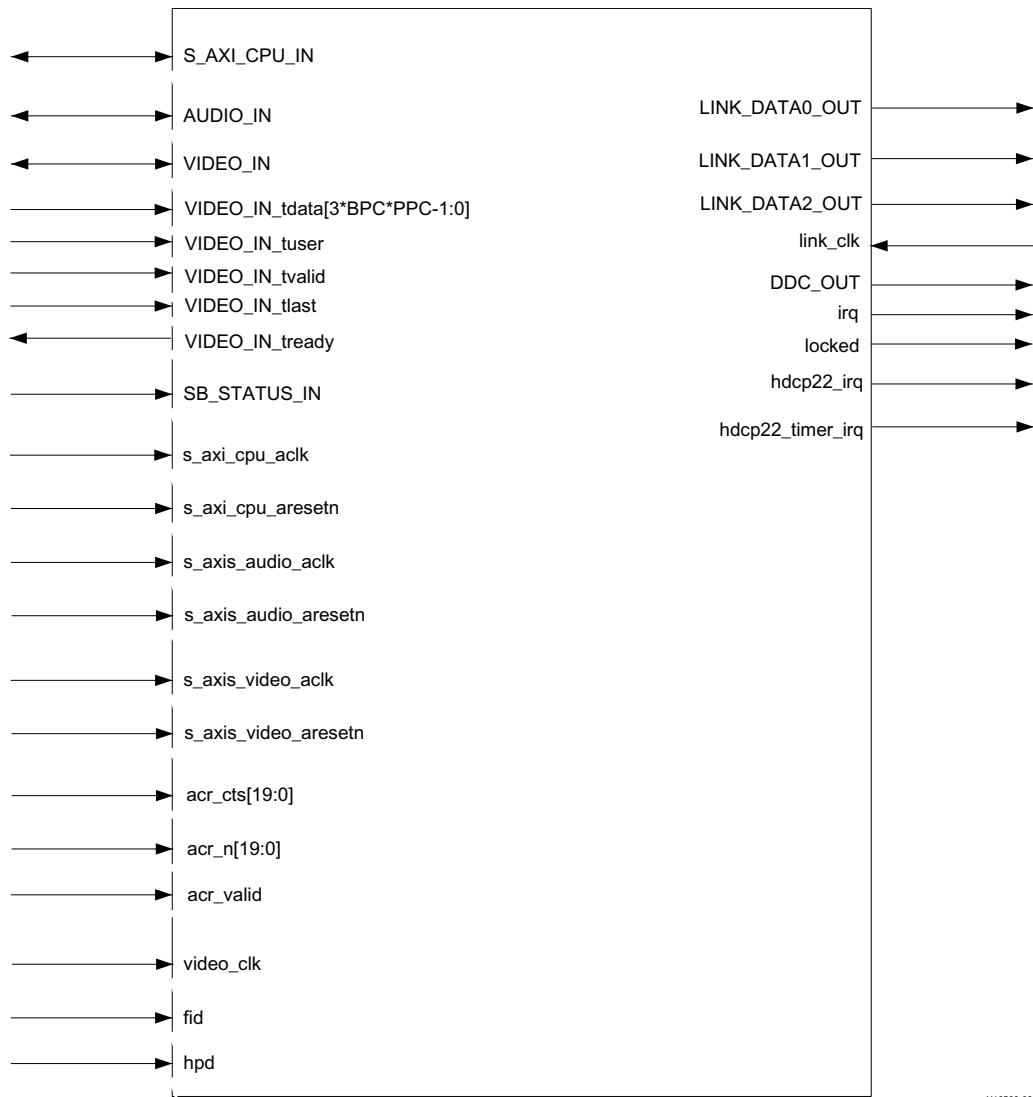 S_AXI_CPU_IN
AUDIO_IN
VIDEO_IN
VIDEO_IN_tdata[3*BPC*PPC-1:0]
VIDEO_IN_tuser
VIDEO_IN_tvalid
VIDEO_IN_tlast
VIDEO_IN_tready
SB_STATUS_IN
s_axi_cpu_aclk
s_axi_cpu_aresetn
s_axis_audio_aclk
s_axis_audio_aresetn
s_axis_video_aclk
s_axis_video_aresetn
acr_cts[19:0]
acr_n[19:0]
acr_valid
video_clk
fid
hpd
LINK_DATA0_OUT
LINK_DATA1_OUT
LINK_DATA2_OUT
link_clk
DDC_OUT
irq
locked
hdcp22_irq
hdcp22_timer_irq